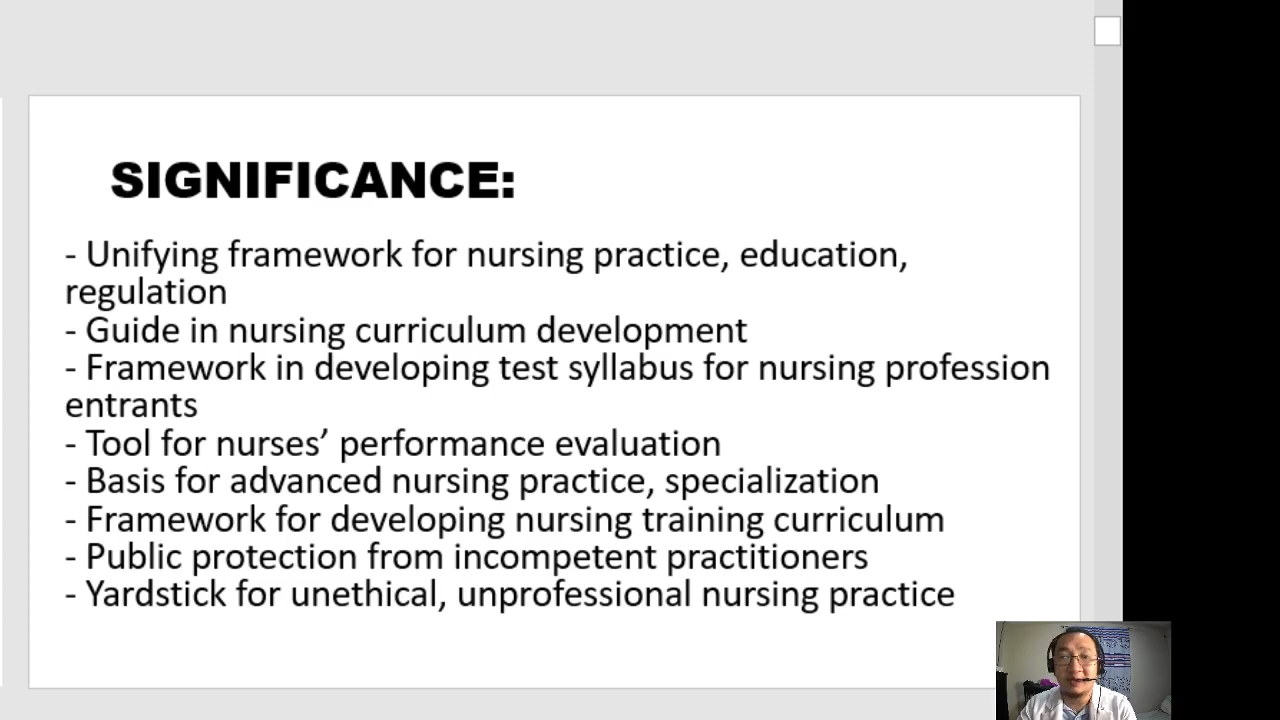 SIGNIFICANCE:
- Unifying framework for nursing practice, education,
regulation
- Guide in nursing curriculum development
- Framework in developing test syllabus for nursing profession
entrants
- Tool for nurses’ performance evaluation
- Basis for advanced nursing practice, specialization
- Framework for developing nursing training curriculum
- Public protection from incompetent practitioners
- Yardstick for unethical, unprofessional nursing practice